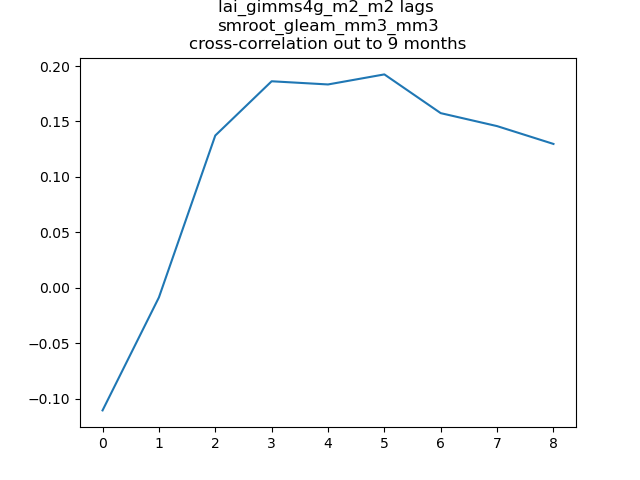 lai_gimms4g_m2_m2 lags
smroot_gleam_mm3_mm3
cross-correlation out to 9 months
0.20
0.15
0.10
0.05
0.00
−0.05
−0.10
0 1 2 3 4 5 6 7 8